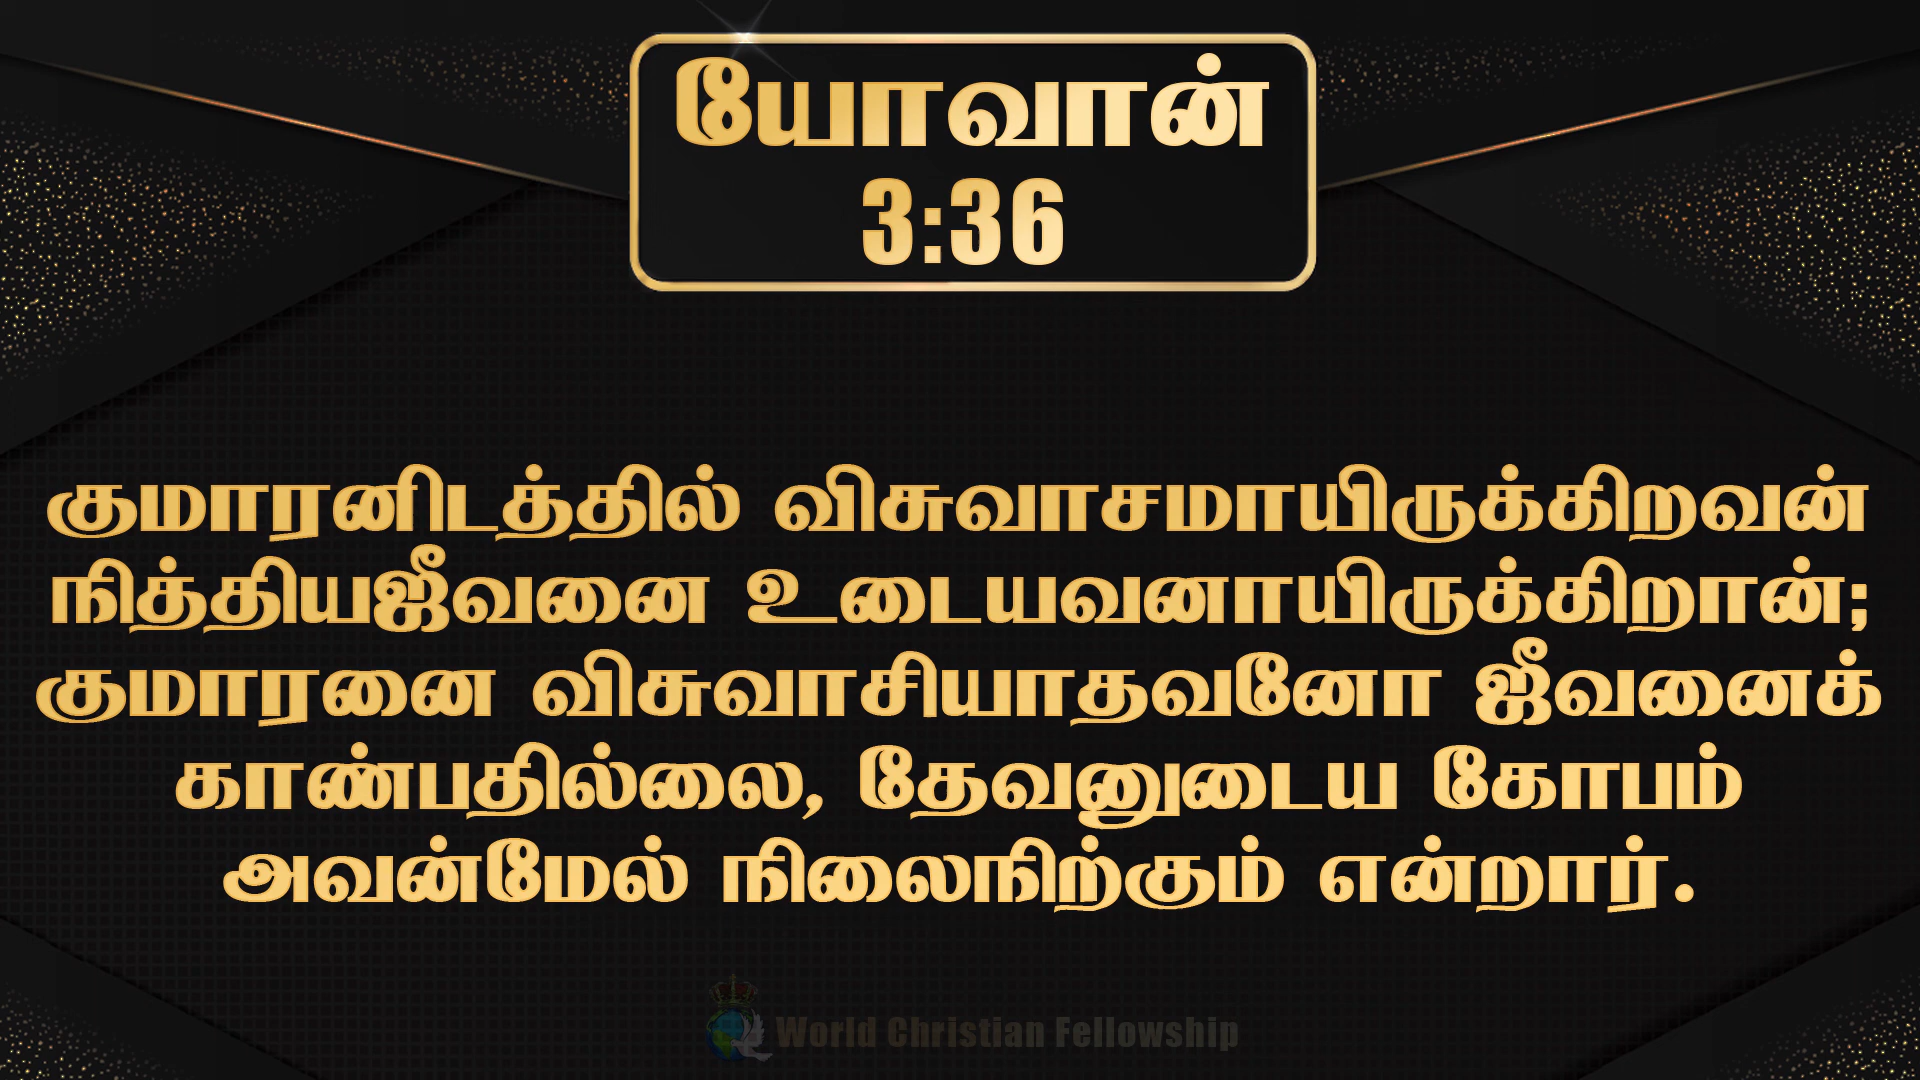 யோவான்
3:36
குமாரனிடத்தில் விசுவாசமாயிருக்கிறவன்
நித்தியஜீவனை உடையவனாயிருக்கிறான்;
குமாரனை விசுவாசியாதவனோ ஜீவனைக்
காண்பதில்லை, தேவனுடைய கோபம்
அவன்மேல் நிலைநிற்கும் என்றார்.
World Christian Fellowship